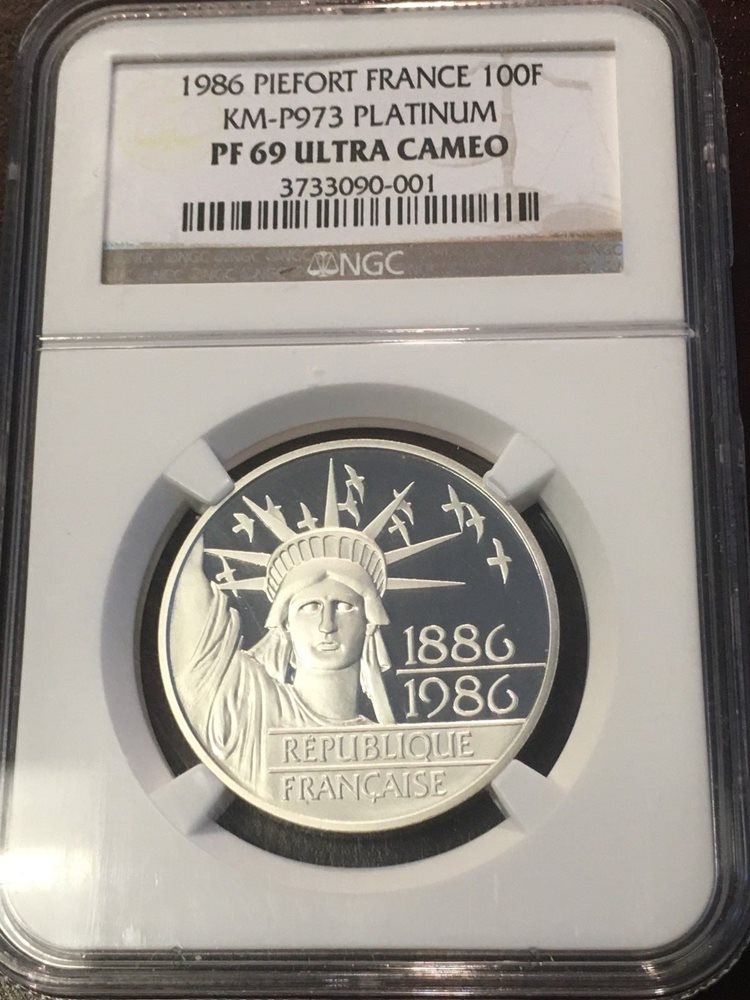 1986 PIEFORT FRANCE 100F
KM-P973 PLATINUM
PF 69 ULTRA CAMEO
3733090-001
NGC
1886
1986
RÉPUBLIQUE
FRANÇAISE